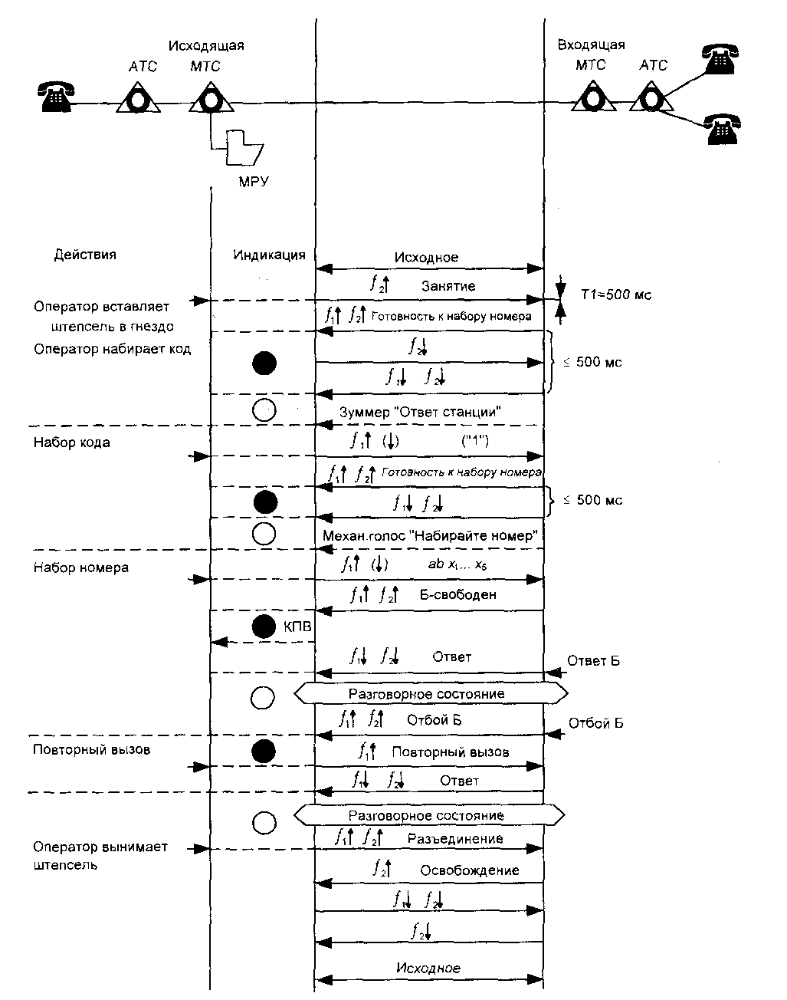 Исходящая
Входящая
АТС МТС
МТС АТС
МРУ
Действия
Индикация
Исходное
f2↑ Занятие
T1=500 мс
Оператор вставляет
штепсель в гнёздо
f1↑ f2↑ Готовность к набору номера
Оператор набирает код
f2↓
≤ 500 мс
f1↓ f2↓
Зуммер "Ответ станции"
Набор кода
f1↑ (↓) ("1")
f1↑ f2↑ Готовность к набору номера
f1↓ f2↓
≤ 500 мс
Механ.голос "Набирайте номер"
Набор номера
f1↑ (↓) ab x1... x5
f1↑ f2↑ Б-свободен
КПВ
f1↓ f2↓ Ответ
Ответ Б
Разговорное состояние
f1↑ f2↑ Отбой Б
Отбой Б
Повторный вызов
f1↑ Повторный вызов
f1↓ f2↓ Ответ
Разговорное состояние
f1↑ f2↑ Разъединение
Оператор вынимает
штепсель
f2↑ Освобождение
f1↓ f2↓
f2↓
Исходное